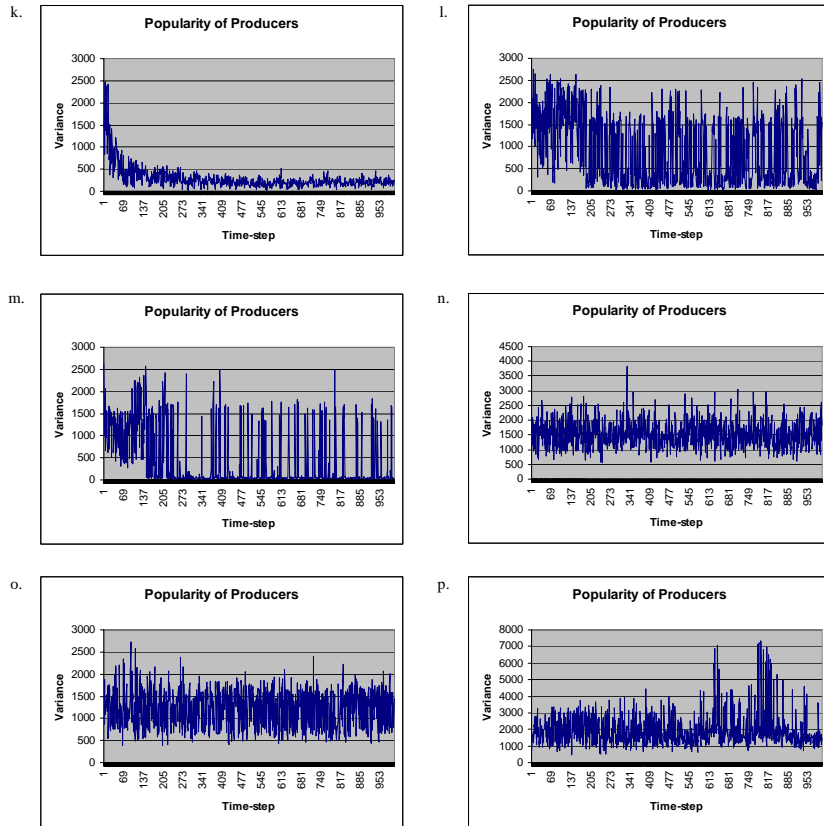 k.
Popularity of Producers
3000
2500
2000
1500
1000
500
0
Variance
1 69 137 205 273 341 409 477 545 613 681 749 817 885 953
Time-step
l.
Popularity of Producers
3000
2500
2000
1500
1000
500
0
Variance
1 69 137 205 273 341 409 477 545 613 681 749 817 885 953
Time-step
m.
Popularity of Producers
3000
2500
2000
1500
1000
500
0
Variance
1 69 137 205 273 341 409 477 545 613 681 749 817 885 953
Time-step
n.
Popularity of Producers
4500
4000
3500
3000
2500
2000
1500
1000
500
0
Variance
1 69 137 205 273 341 409 477 545 613 681 749 817 885 953
Time-step
o.
Popularity of Producers
3000
2500
2000
1500
1000
500
0
Variance
1 69 137 205 273 341 409 477 545 613 681 749 817 885 953
Time-step
p.
Popularity of Producers
8000
7000
6000
5000
4000
3000
2000
1000
0
Variance
1 69 137 205 273 341 409 477 545 613 681 749 817 885 953
Time-step